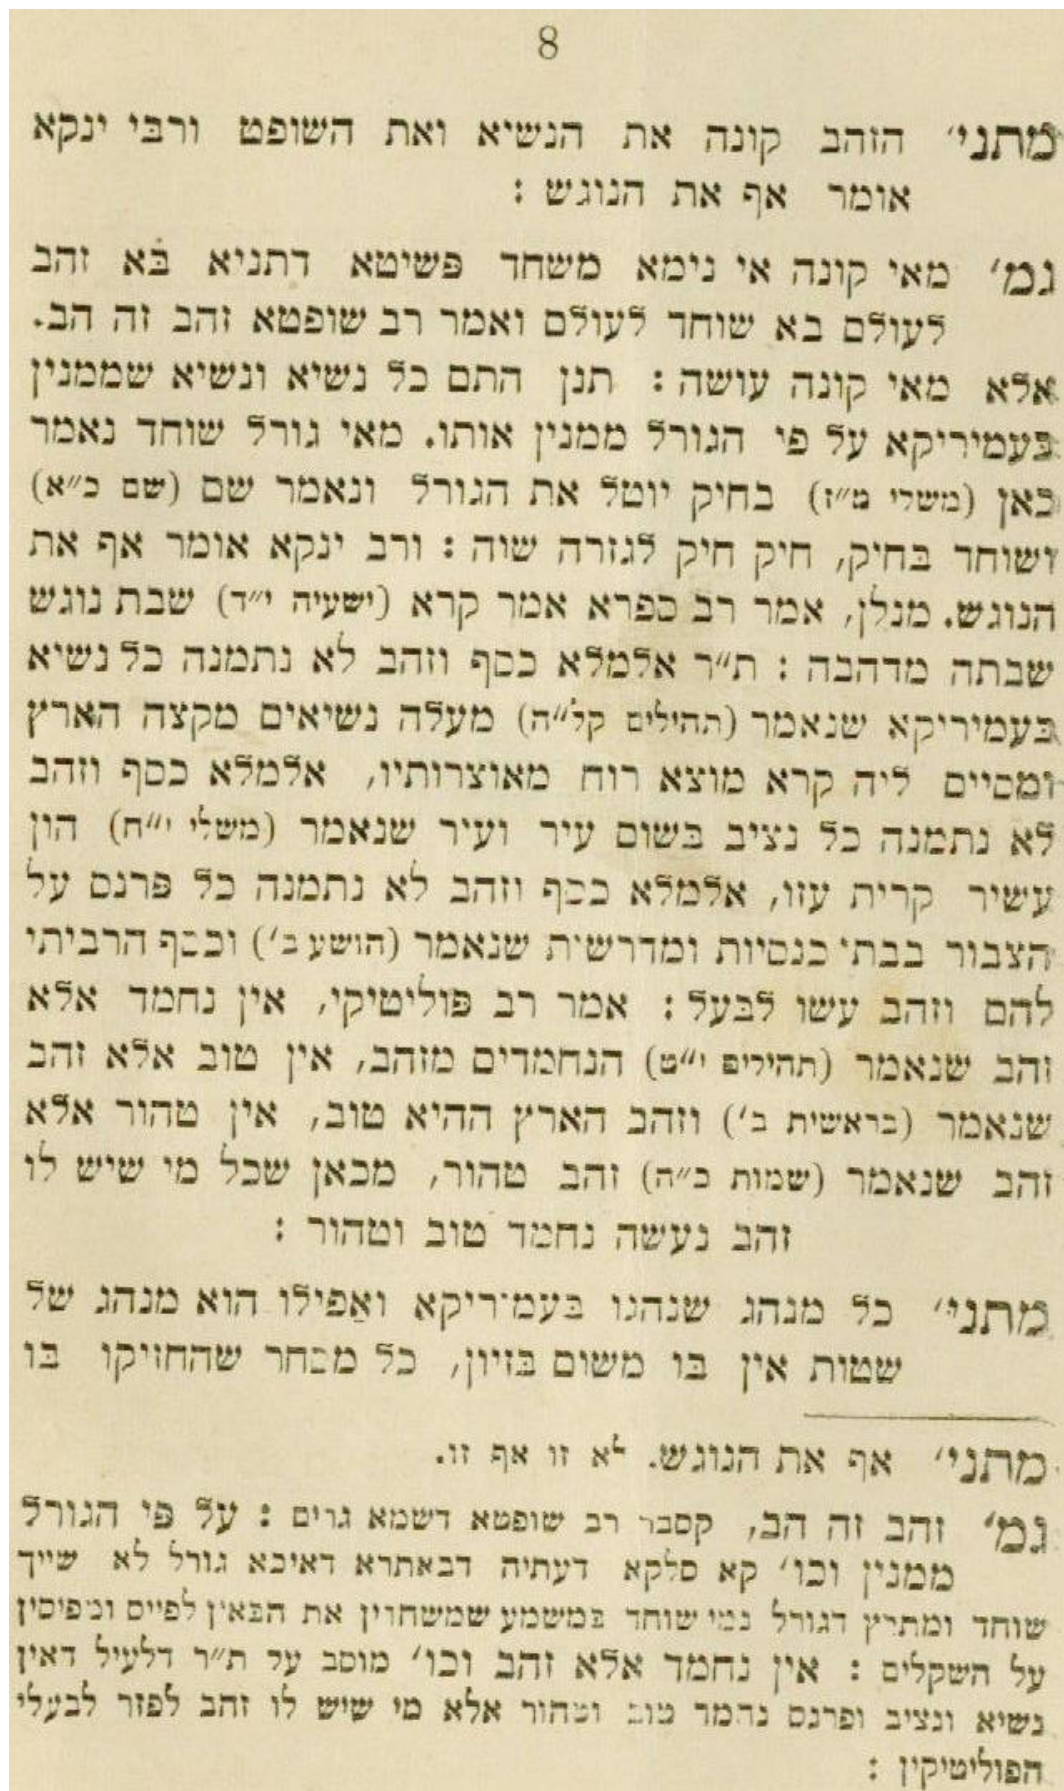 8
מתני׳ הזהב קונה את הנשיא ואת השופט ורבי ינקא
אומר אף את הנוגש :
גמ׳ מאי קונה אי נימא משחד פשיטא דתניא בא זהב
לעולם בא שוחד לעולם ואמר רב שופטא זהב זה הב.
אלא מאי קונה עושה : תנן התם כל נשיא ונשיא שממנין
בעמיריקא על פי הגורל ממנין אותו. מאי גורל שוחד נאמר
כאן (משלי ט״ז) בחיק יוטל את הגורל ונאמר שם (שם כ״א)
ושוחד בחיק, חיק חיק לגזרה שוה : ורב ינקא אומר אף את
הנוגש. מנלן, אמר רב ספרא אמר קרא (ישעיה י״ד) שבת נוגש
שבתה מדהבה : ת״ר אלמלא כסף וזהב לא נתמנה כל נשיא
בעמיריקא שנאמר (תהילים קל״ה) מעלה נשיאים מקצה הארץ
ומסיים ליה קרא מוצא רוח מאוצרותיו, אלמלא כסף וזהב
לא נתמנה כל נציב בשום עיר ועיר שנאמר (משלי י״ח) הון
עשיר קרית עזו, אלמלא כסף וזהב לא נתמנה כל פרנס על
הצבור בבתי כנסיות ומדרשית שנאמר (הושע ב׳) וכסף הרביתי
להם וזהב עשו לבעל : אמר רב פוליטיקי, אין נחמד אלא
זהב שנאמר (תהיליפ י״ט) הנחמדים מזהב, אין טוב אלא זהב
שנאמר (בראשית ב׳) וזהב הארץ ההיא טוב, אין טהור אלא
זהב שנאמר (שמות כ״ה) זהב טהור, מכאן שכל מי שיש לו
זהב נעשה נחמד טוב וטהור :
מתני׳ כל מנהג שנהגו בעמיריקא ואפילו הוא מנהג של
שטות אין בו משום בזיון, כל מסחר שהחזיקו בו
מתני׳ אף את הנוגש. לא זו אף זו.
גמ׳ זהב זה הב, קסבר רב שופטא דשמא גרים : על פי הגורל
ממנין וכו׳ קא סלקא דעתיה דבאתרא דאיכא גורל לא שייך
שוחד ומתרץ דגורל נמי שוחד במשמע שמשחדין את הבאין לפייס ומפיסין
על השקלים : אין נחמד אלא זהב וכו׳ מוסב על ת״ר דלעיל דאין
נשיא ונציב ופרנס נחמד טוב וטהור אלא מי שיש לו זהב לפזר לבעלי
הפוליטיקין :